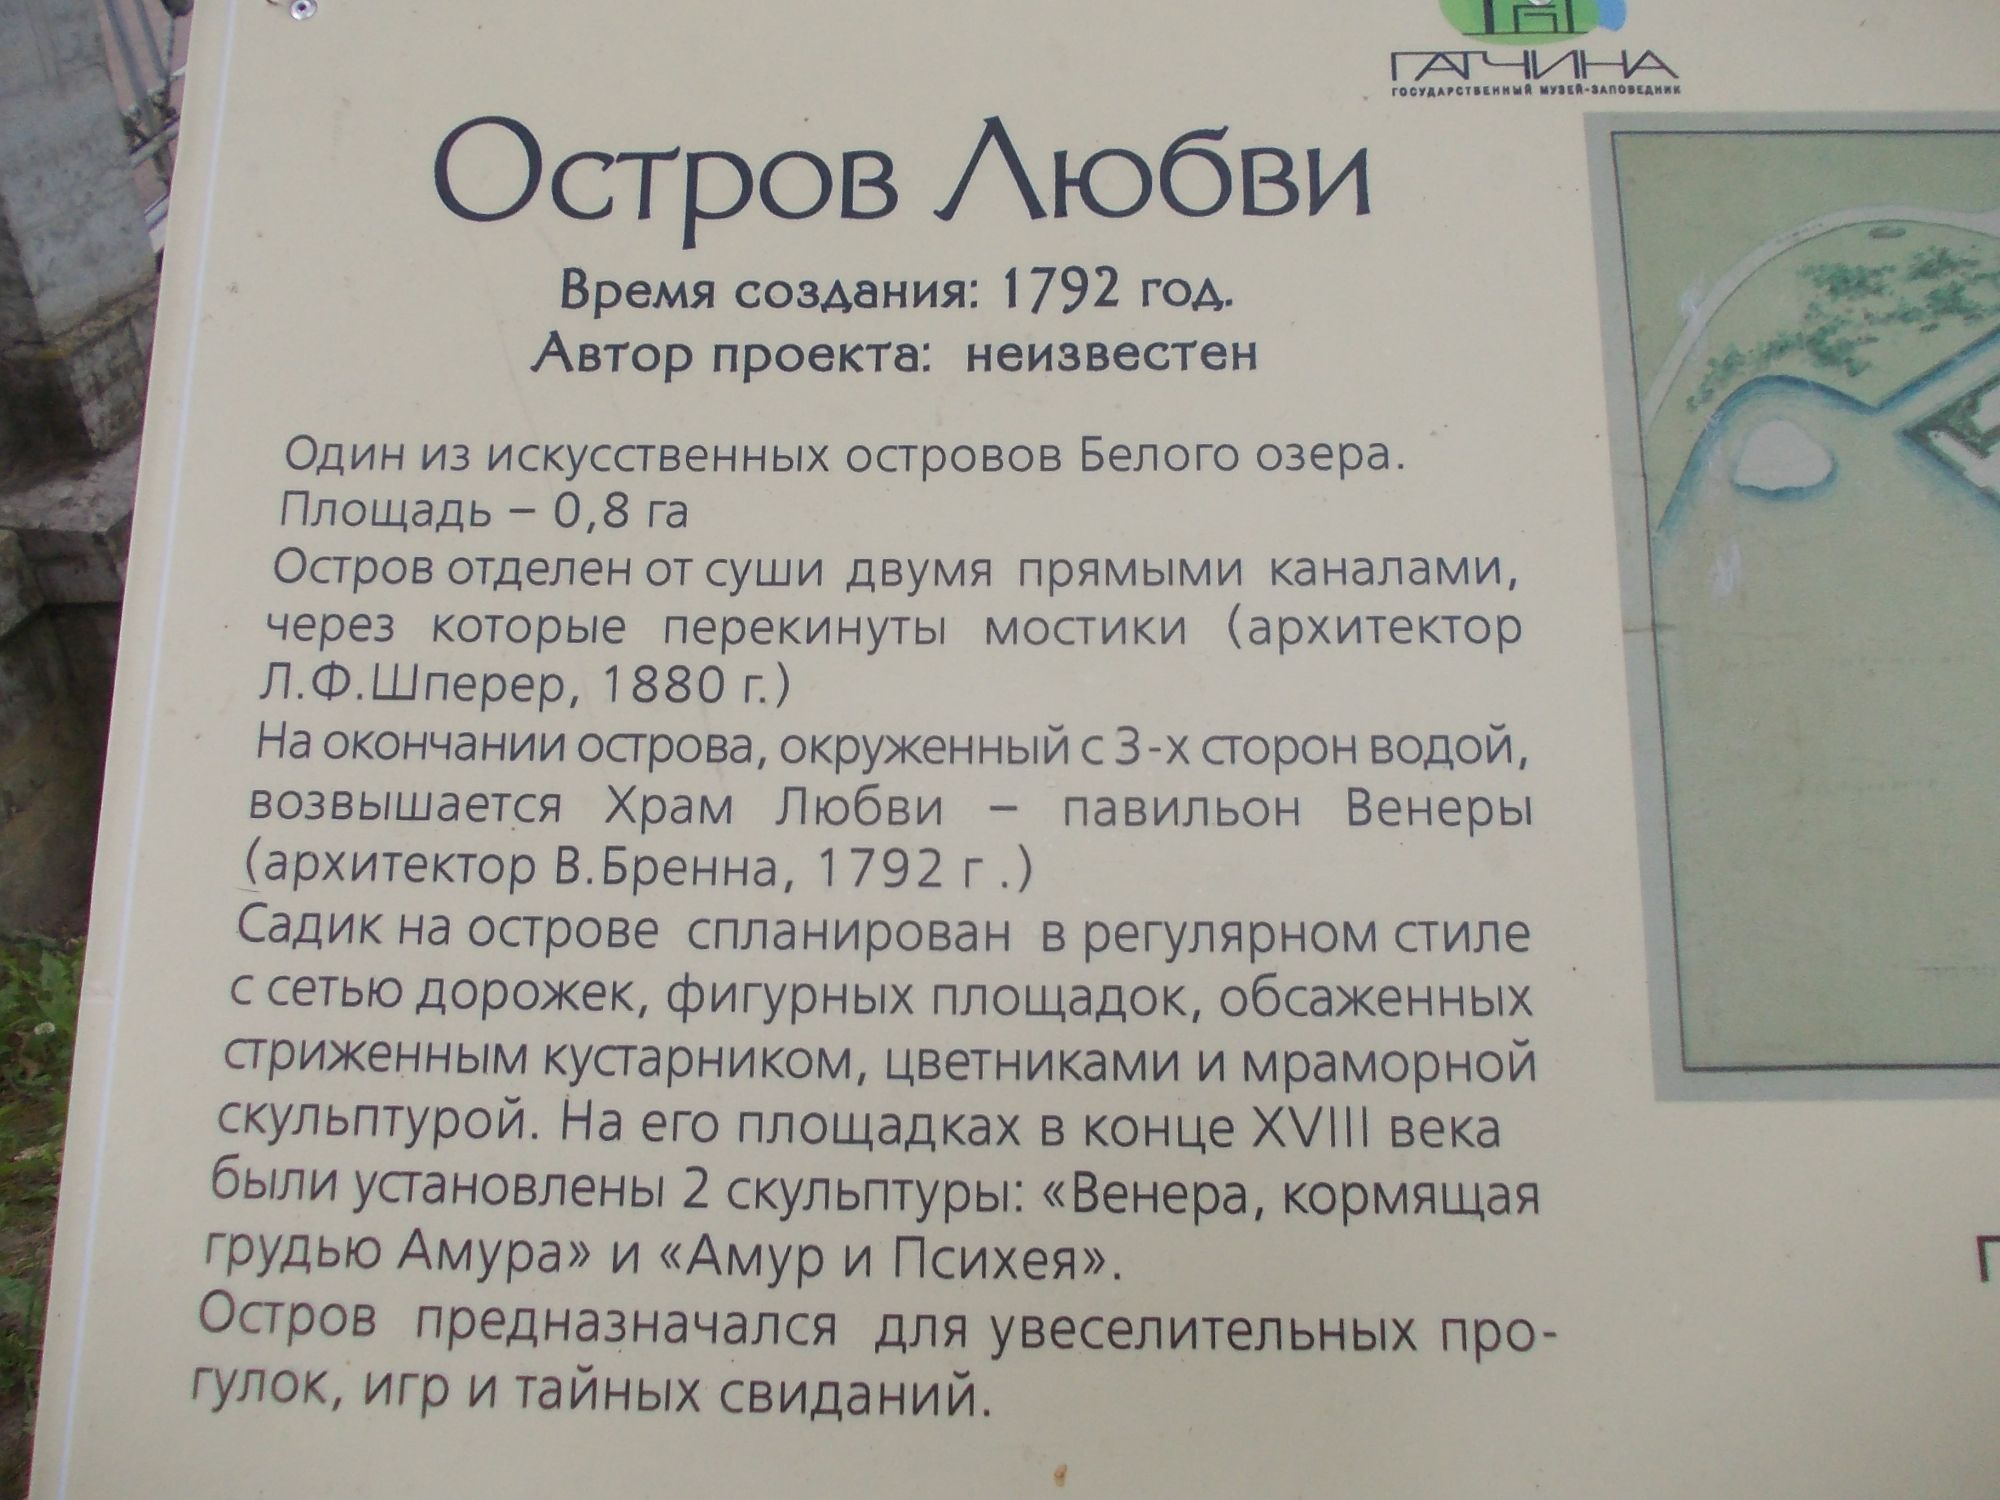 ГАТЧИНА
ГОСУДАРСТВЕННЫЙ МУЗЕЙ-ЗАПОВЕДНИК
Остров Любви
Время создания: 1792 год.
Автор проекта: неизвестен
Один из искусственных островов Белого озера.
Площадь – 0,8 га
Остров отделен от суши двумя прямыми каналами,
через которые перекинуты мостики (архитектор
Л.Ф.Шперер, 1880 г.)
На окончании острова, окруженный с 3-х сторон водой,
возвышается Храм Любви – павильон Венеры
(архитектор В.Бренна, 1792 г .)
Садик на острове спланирован в регулярном стиле
с сетью дорожек, фигурных площадок, обсаженных
стриженным кустарником, цветниками и мраморной
скульптурой. На его площадках в конце XVIII века
были установлены 2 скульптуры: «Венера, кормящая
грудью Амура» и «Амур и Психея».
Остров предназначался для увеселительных про-
гулок, игр и тайных свиданий.